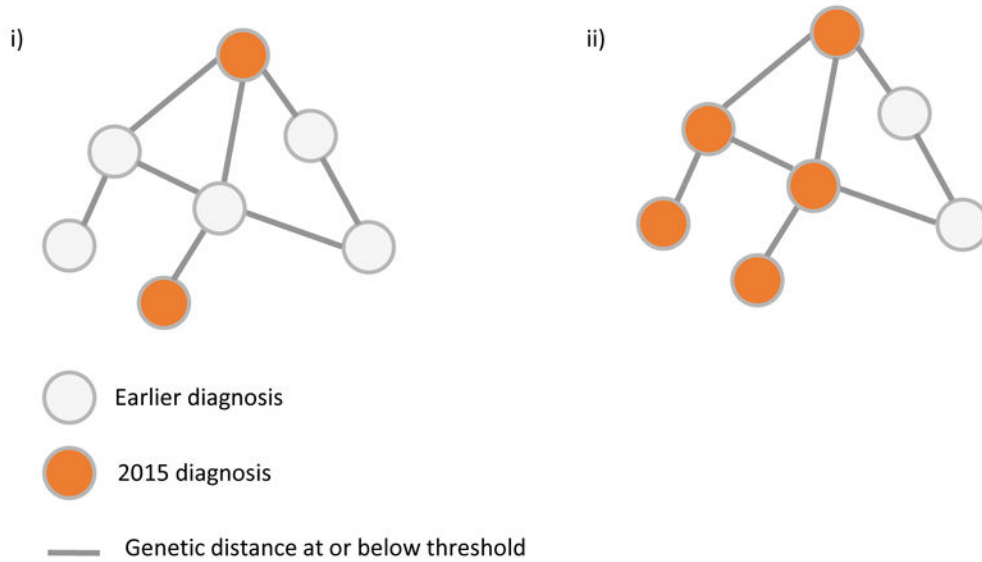 i)
ii)
Earlier diagnosis
2015 diagnosis
Genetic distance at or below threshold